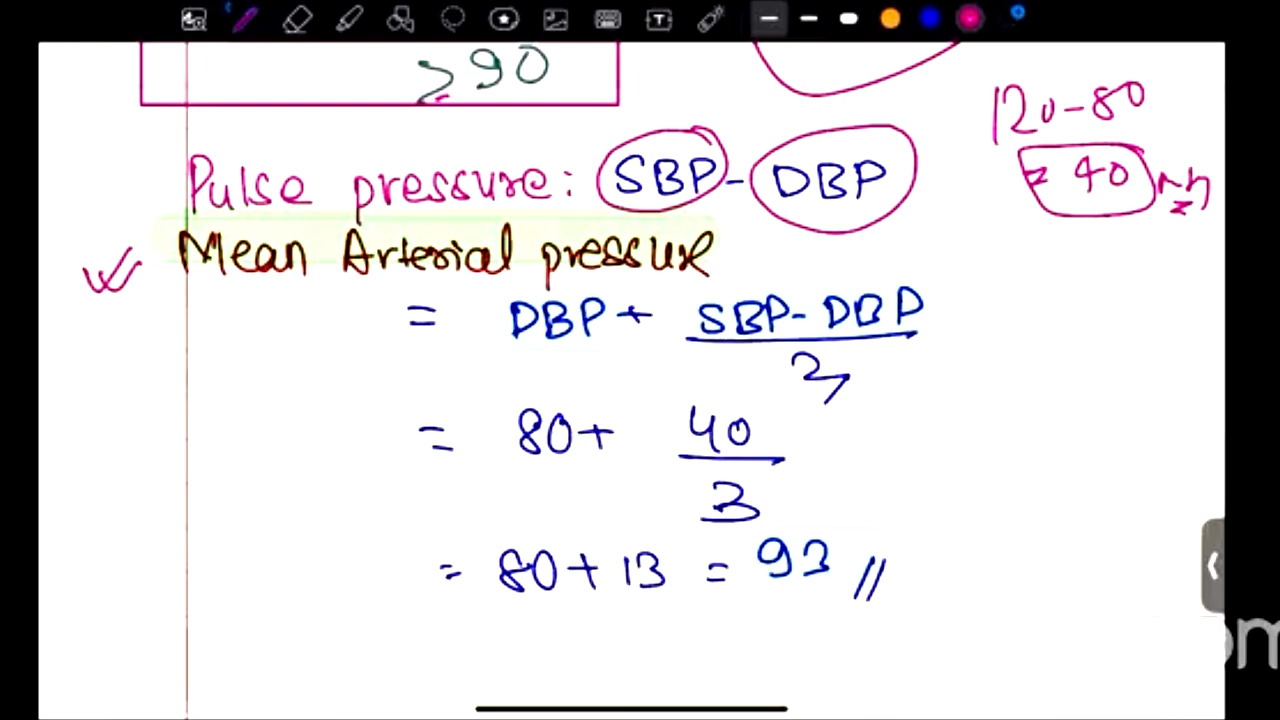 ≥90
120-80
= 40
Pulse pressure: SBP - DBP
Mean Arterial pressure
= DBP + SBP - DBP
3
= 80+ 40
3
= 80 + 13 = 93 //
om